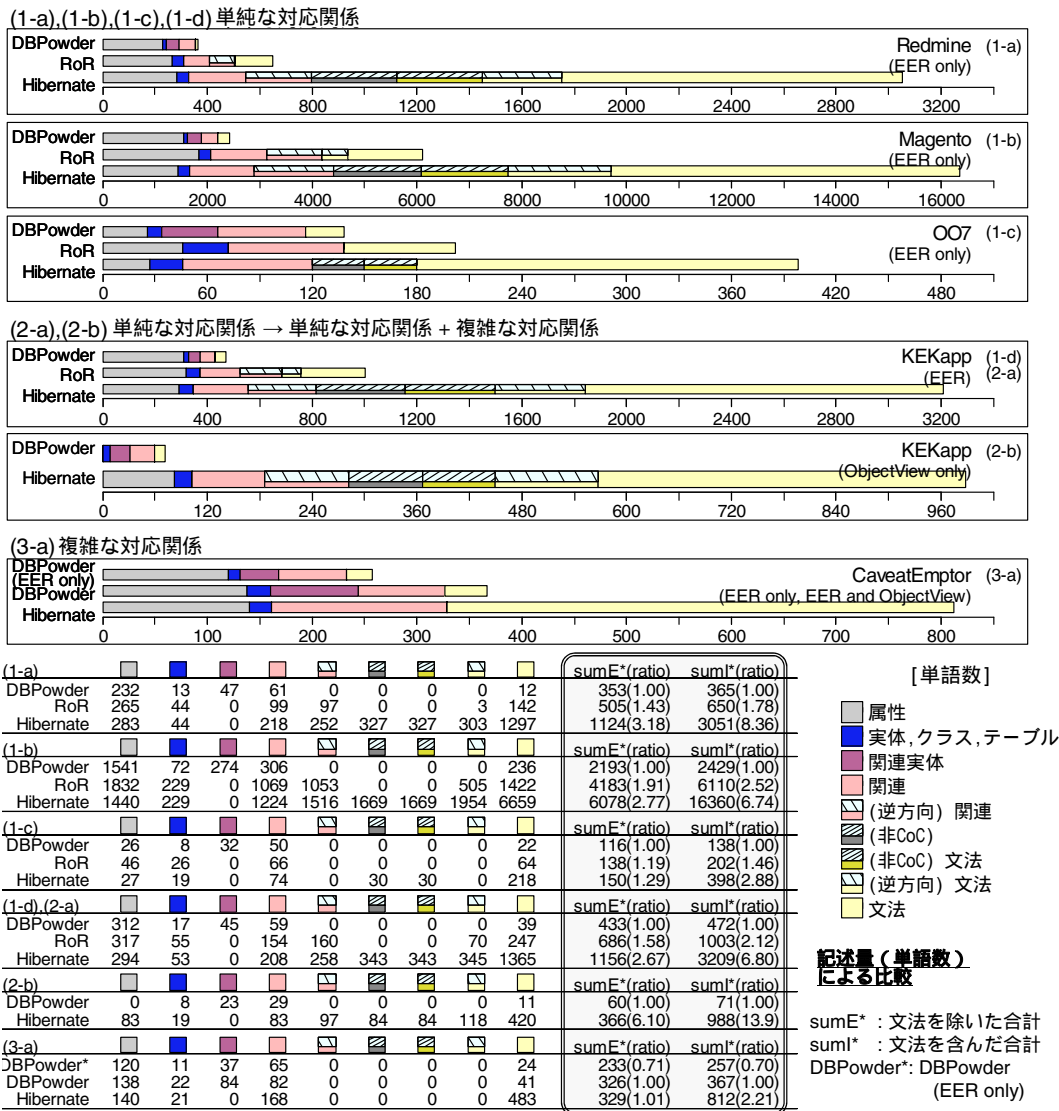 (1-a),(1-b),(1-c),(1-d) 単純な対応関係
DBPowder
RoR
Hibernate
Redmine (1-a)
(EER only)
0 400 800 1200 1600 2000 2400 2800 3200
DBPowder
RoR
Hibernate
Magento (1-b)
(EER only)
0 2000 4000 6000 8000 10000 12000 14000 16000
DBPowder
RoR
Hibernate
OO7 (1-c)
(EER only)
0 60 120 180 240 300 360 420 480
(2-a),(2-b) 単純な対応関係 → 単純な対応関係 + 複雑な対応関係
DBPowder
RoR
Hibernate
KEKapp (1-d)
(EER) (2-a)
0 400 800 1200 1600 2000 2400 2800 3200
DBPowder
Hibernate
KEKapp (2-b)
(ObjectView only)
0 120 240 360 480 600 720 840 960
(3-a) 複雑な対応関係
DBPowder
(EER only)
DBPowder
Hibernate
CaveatEmptor (3-a)
(EER only, EER and ObjectView)
0 100 200 300 400 500 600 700 800
(1-a) sumE*(ratio) sumI*(ratio)
DBPowder 232 13 47 61 0 0 0 0 12 353(1.00) 365(1.00)
RoR 265 44 0 99 97 0 0 3 142 505(1.43) 650(1.78)
Hibernate 283 44 0 218 252 327 327 303 1297 1124(3.18) 3051(8.36)
(1-b) sumE*(ratio) sumI*(ratio)
DBPowder 1541 72 274 306 0 0 0 0 236 2193(1.00) 2429(1.00)
RoR 1832 229 0 1069 1053 0 0 505 1422 4183(1.91) 6110(2.52)
Hibernate 1440 229 0 1224 1516 1669 1669 1954 6659 6078(2.77) 16360(6.74)
(1-c) sumE*(ratio) sumI*(ratio)
DBPowder 26 8 32 50 0 0 0 0 22 116(1.00) 138(1.00)
RoR 46 26 0 66 0 0 0 0 64 138(1.19) 202(1.46)
Hibernate 27 19 0 74 0 30 30 0 218 150(1.29) 398(2.88)
(1-d),(2-a) sumE*(ratio) sumI*(ratio)
DBPowder 312 17 45 59 0 0 0 0 39 433(1.00) 472(1.00)
RoR 317 55 0 154 160 0 0 70 247 686(1.58) 1003(2.12)
Hibernate 294 53 0 208 258 343 343 345 1365 1156(2.67) 3209(6.80)
(2-b) sumE*(ratio) sumI*(ratio)
DBPowder 0 8 23 29 0 0 0 0 11 60(1.00) 71(1.00)
Hibernate 83 19 0 83 97 84 84 118 420 366(6.10) 988(13.9)
(3-a) sumE*(ratio) sumI*(ratio)
DBPowder* 120 11 37 65 0 0 0 0 24 233(0.71) 257(0.70)
DBPowder 138 22 84 82 0 0 0 0 41 326(1.00) 367(1.00)
Hibernate 140 21 0 168 0 0 0 0 483 329(1.01) 812(2.21)
[単語数]
属性
実体,クラス,テーブル
関連実体
関連
(逆方向) 関連
(非CoC)
(非CoC) 文法
(逆方向) 文法
文法
記述量(単語数)
による比較
sumE* : 文法を除いた合計
sumI* : 文法を含んだ合計
DBPowder*: DBPowder
(EER only)